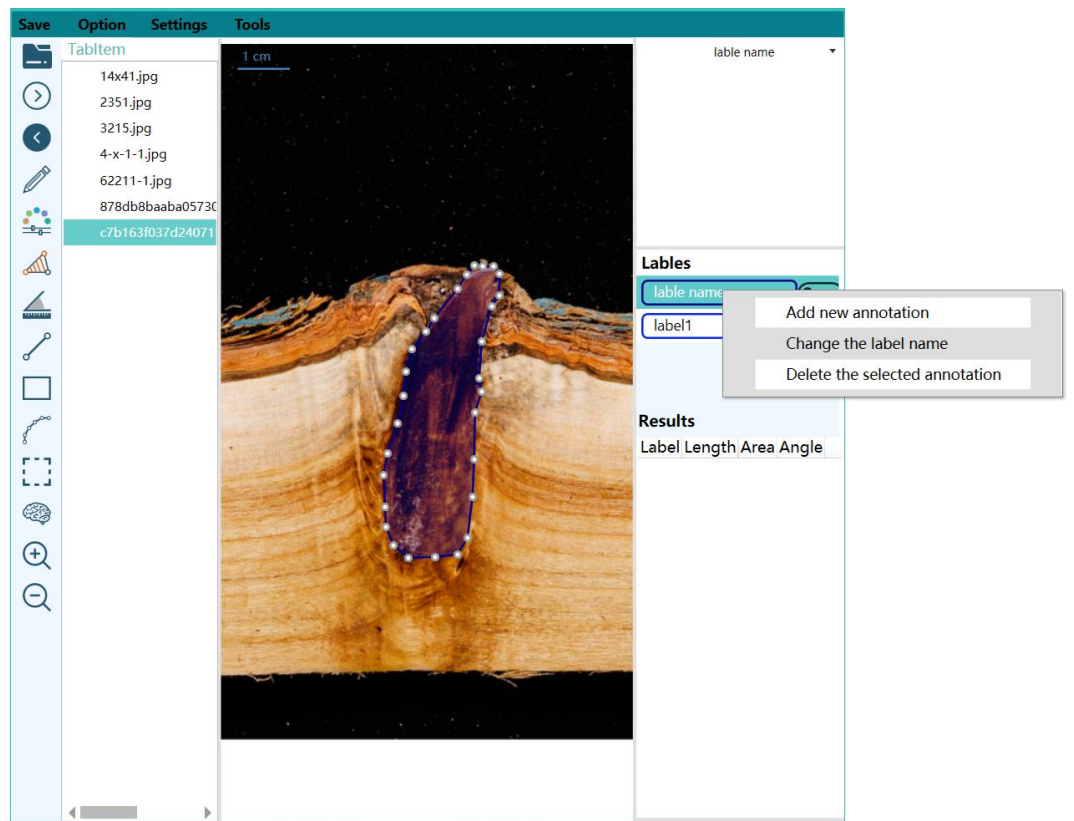 Save Option Settings Tools
TabItem
14x41.jpg
2351.jpg
3215.jpg
4-x-1-1.jpg
62211-1.jpg
878db8baaba05730
c7b163f037d24071
1 cm
lable name
Lables
lable name
label1
Add new annotation
Change the label name
Delete the selected annotation
Results
Label Length Area Angle